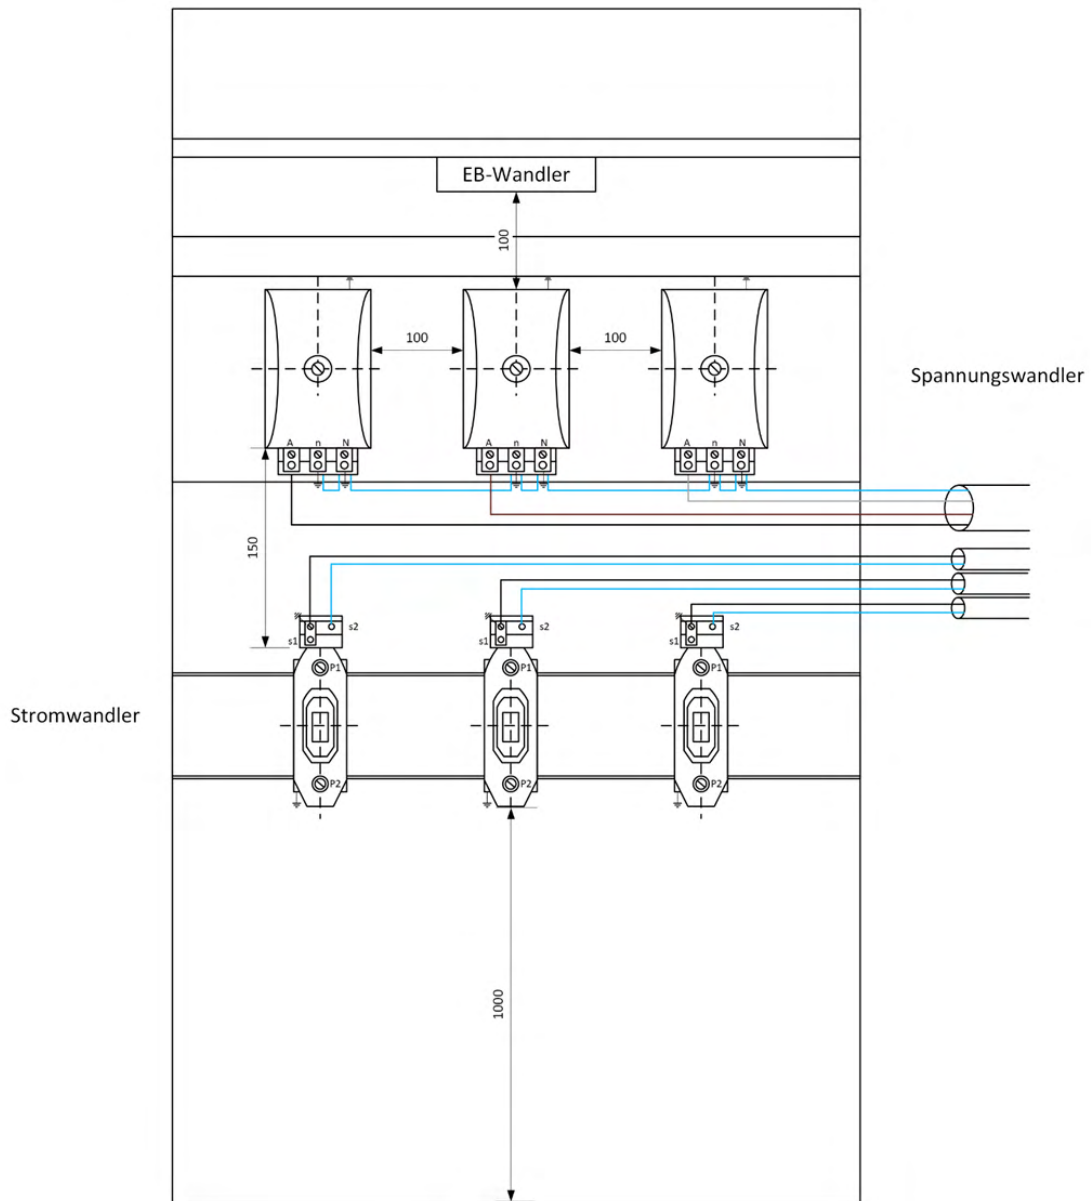 EB-Wandler
100
100
100
Spannungswandler
A n N
A n N
A n N
150
s1 s2
s1 s2
s1 s2
P1
P1
P1
Stromwandler
P2
P2
P2
1000